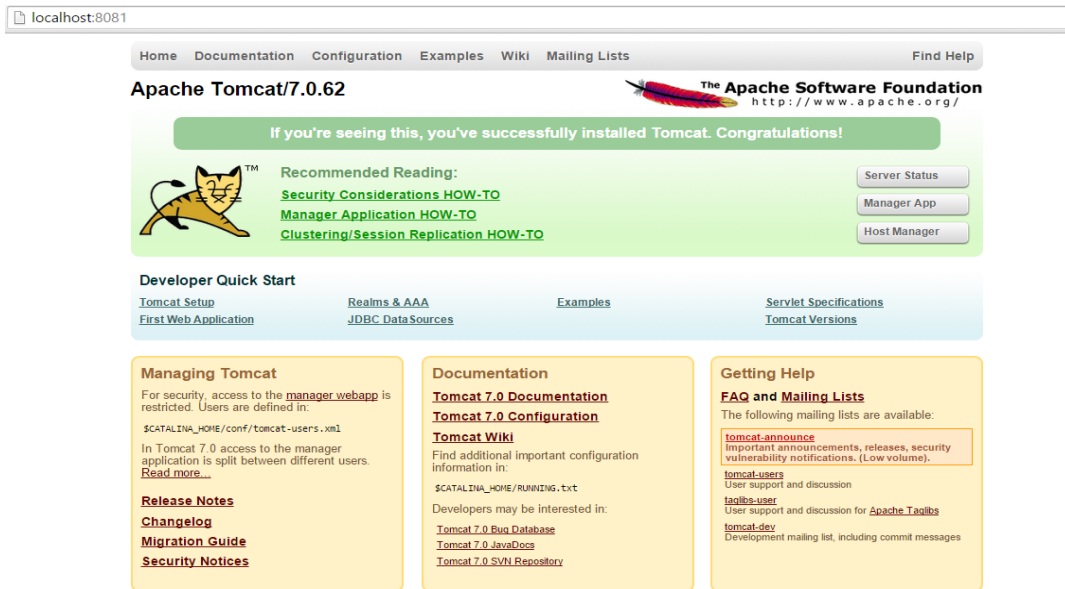 localhost:8081
Home Documentation Configuration Examples Wiki Mailing Lists Find Help
Apache Tomcat/7.0.62
The Apache Software Foundation
http://www.apache.org/
If you're seeing this, you've successfully installed Tomcat. Congratulations!
TM
Recommended Reading:
Security Considerations HOW-TO
Manager Application HOW-TO
Clustering/Session Replication HOW-TO
Server Status
Manager App
Host Manager
Developer Quick Start
Tomcat Setup
First Web Application
Realms & AAA
JDBC DataSources
Examples
Servlet Specifications
Tomcat Versions
Managing Tomcat
For security, access to the manager webapp is
restricted. Users are defined in:
$CATALINA_HOME/conf/tomcat-users.xml
In Tomcat 7.0 access to the manager
application is split between different users.
Read more...
Release Notes
Changelog
Migration Guide
Security Notices
Documentation
Tomcat 7.0 Documentation
Tomcat 7.0 Configuration
Tomcat Wiki
Find additional important configuration
information in:
$CATALINA_HOME/RUNNING.txt
Developers may be interested in:
Tomcat 7.0 Bug Database
Tomcat 7.0 JavaDocs
Tomcat 7.0 SVN Repository
Getting Help
FAQ and Mailing Lists
The following mailing lists are available:
tomcat-announce
Important announcements, releases, security
vulnerability notifications. (Low volume).
tomcat-users
User support and discussion
taglibs-user
User support and discussion for Apache Taglibs
tomcat-dev
Development mailing list, including commit messages